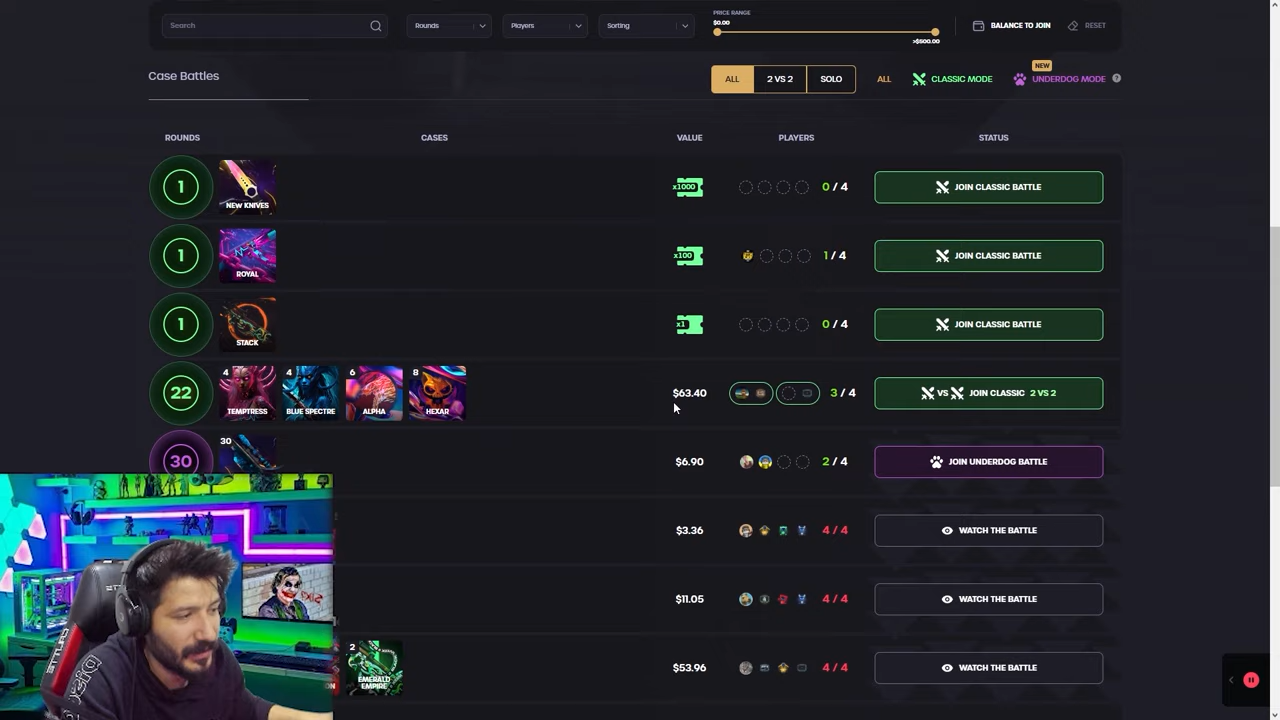 Search
Rounds
Players
Sorting
PRICE RANGE
$0.00
>$500.00
BALANCE TO JOIN
RESET
Case Battles
ALL
2 VS 2
SOLO
ALL
CLASSIC MODE
NEW
UNDERDOG MODE ?
ROUNDS
CASES
VALUE
PLAYERS
STATUS
1
NEW KNIVES
x1000
0 / 4
JOIN CLASSIC BATTLE
1
ROYAL
x100
1 / 4
JOIN CLASSIC BATTLE
1
STACK
x1
0 / 4
JOIN CLASSIC BATTLE
22
4
TEMPTRESS
4
BLUE SPECTRE
6
ALPHA
8
HEXAR
$63.40
3 / 4
VS
JOIN CLASSIC 2 VS 2
30
30
$6.90
2 / 4
JOIN UNDERDOG BATTLE
$3.36
4 / 4
WATCH THE BATTLE
$11.05
4 / 4
WATCH THE BATTLE
2
EMERALD
EMPIRE
$53.96
4 / 4
WATCH THE BATTLE